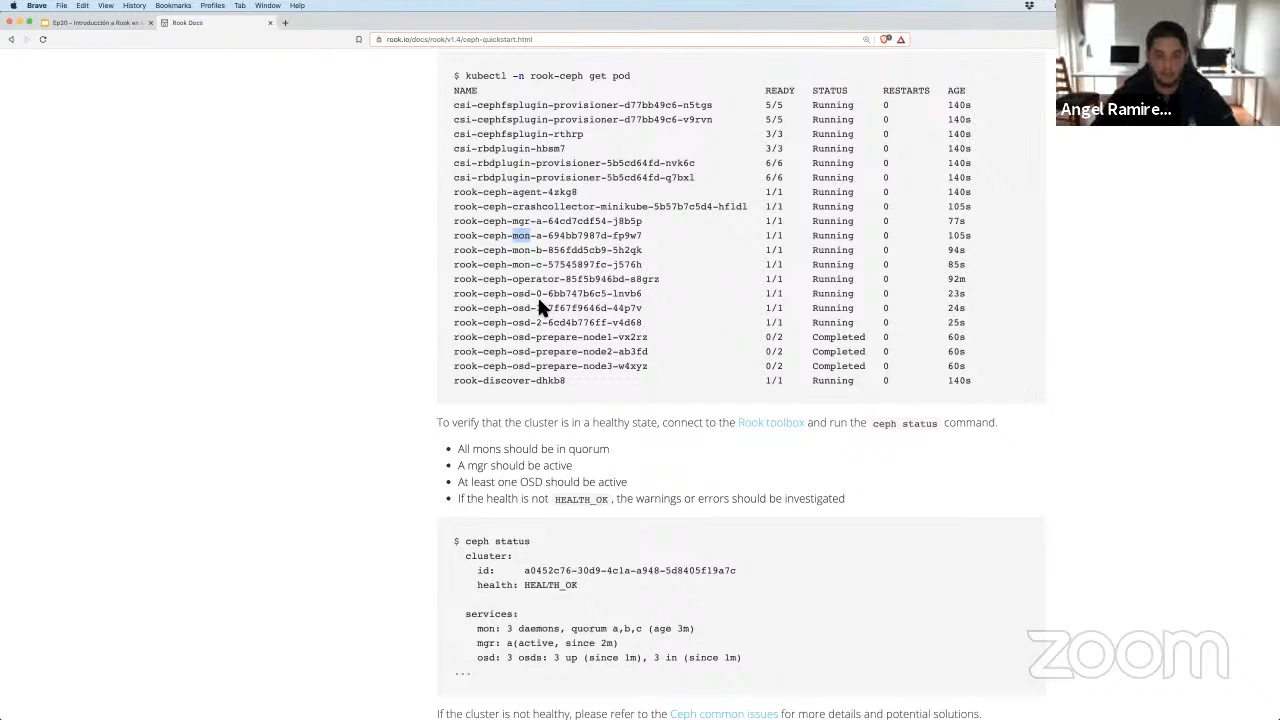 Brave File Edit View History Bookmarks Profiles Tab Window Help
Ep20 - Introducción a Rook en
Rook Docs
rook.io/docs/rook/v1.4/ceph-quickstart.html
Angel Ramire...
$ kubectl -n rook-ceph get pod
NAME READY STATUS RESTARTS AGE
csi-cephfsplugin-provisioner-d77bb49c6-n5tgs 5/5 Running 0 140s
csi-cephfsplugin-provisioner-d77bb49c6-v9rvn 5/5 Running 0 140s
csi-cephfsplugin-rthrp 3/3 Running 0 140s
csi-rbdplugin-hbsm7 3/3 Running 0 140s
csi-rbdplugin-provisioner-5b5cd64fd-nvk6c 6/6 Running 0 140s
csi-rbdplugin-provisioner-5b5cd64fd-q7bxl 6/6 Running 0 140s
rook-ceph-agent-4zkg8 1/1 Running 0 140s
rook-ceph-crashcollector-minikube-5b57b7c5d4-hfldl 1/1 Running 0 105s
rook-ceph-mgr-a-64cd7cdf54-j8b5p 1/1 Running 0 77s
rook-ceph-mon-a-694bb7987d-fp9w7 1/1 Running 0 105s
rook-ceph-mon-b-856fdd5cb9-5h2qk 1/1 Running 0 94s
rook-ceph-mon-c-57545897fc-j576h 1/1 Running 0 85s
rook-ceph-operator-85f5b946bd-s8grz 1/1 Running 0 92m
rook-ceph-osd-0-6bb747b6c5-lnvb6 1/1 Running 0 23s
1/1 Running 0 24s
rook-ceph-osd-2-6cd4b776ff-v4d68 1/1 Running 0 25s
rook-ceph-osd-prepare-node1-vx2rz 0/2 Completed 0 60s
rook-ceph-osd-prepare-node2-ab3fd 0/2 Completed 0 60s
rook-ceph-osd-prepare-node3-w4xyz 0/2 Completed 0 60s
rook-discover-dhkb8 1/1 Running 0 140s
To verify that the cluster is in a healthy state, connect to the Rook toolbox and run the ceph status command.
All mons should be in quorum
A mgr should be active
At least one OSD should be active
If the health is not HEALTH_OK, the warnings or errors should be investigated
$ ceph status
cluster:
id: a0452c76-30d9-4c1a-a948-5d8405f19a7c
health: HEALTH_OK
services:
mon: 3 daemons, quorum a,b,c (age 3m)
mgr: a(active, since 2m)
osd: 3 osds: 3 up (since 1m), 3 in (since 1m)
...
zoom
If the cluster is not healthy, please refer to the Ceph common issues for more details and potential solutions.